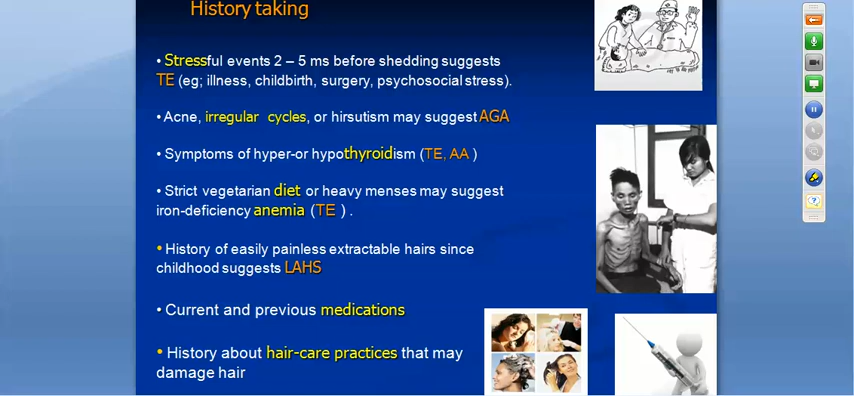 History taking
• Stressful events 2 – 5 ms before shedding suggests
TE (eg; illness, childbirth, surgery, psychosocial stress).
• Acne, irregular cycles, or hirsutism may suggest AGA
• Symptoms of hyper-or hypothyroidism (TE, AA )
• Strict vegetarian diet or heavy menses may suggest
iron-deficiency anemia (TE ) .
• History of easily painless extractable hairs since
childhood suggests LAHS
• Current and previous medications
• History about hair-care practices that may
damage hair